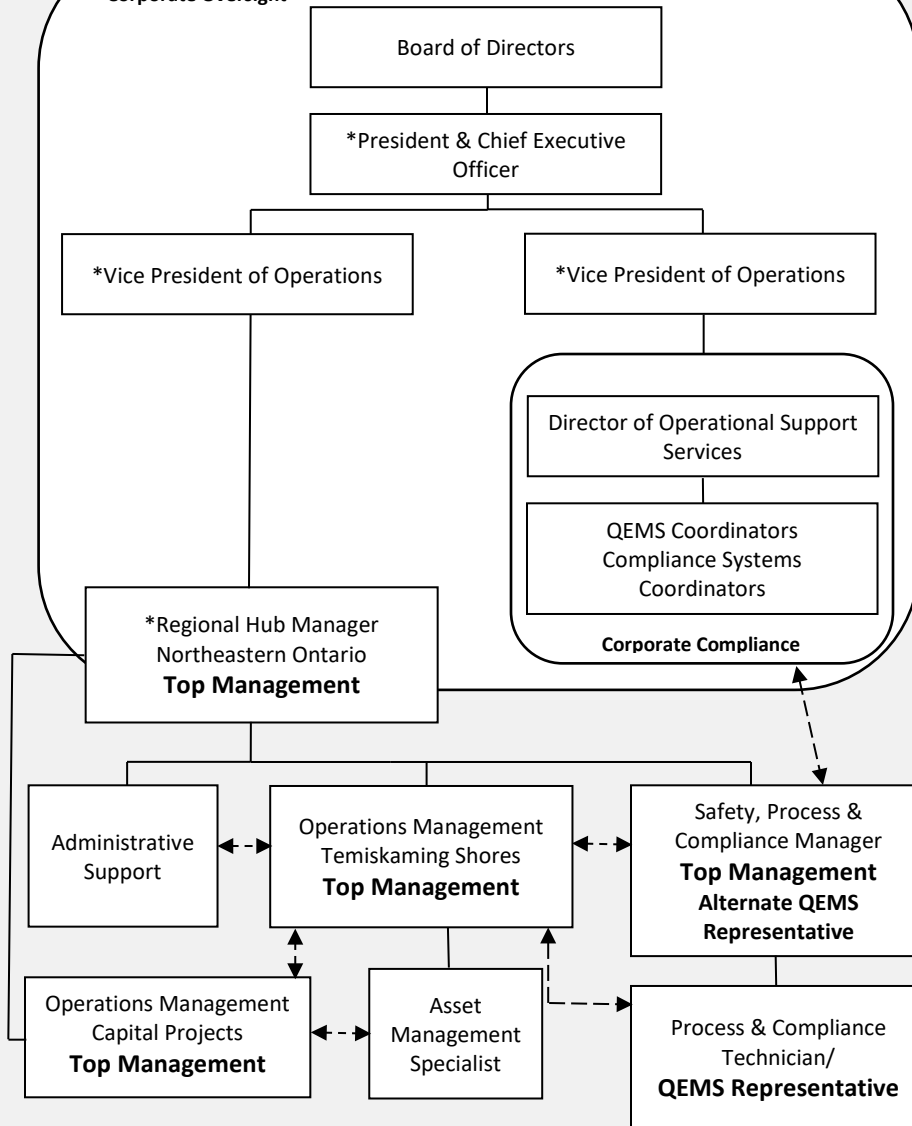 Corporate Oversight
Board of Directors
*President & Chief Executive
Officer
*Vice President of Operations
*Vice President of Operations
Director of Operational Support
Services
QEMS Coordinators
Compliance Systems
Coordinators
Corporate Compliance
*Regional Hub Manager
Northeastern Ontario
Top Management
Administrative
Support
Operations Management
Temiskaming Shores
Top Management
Safety, Process &
Compliance Manager
Top Management
Alternate QEMS
Representative
Operations Management
Capital Projects
Top Management
Asset
Management
Specialist
Process & Compliance
Technician/
QEMS Representative